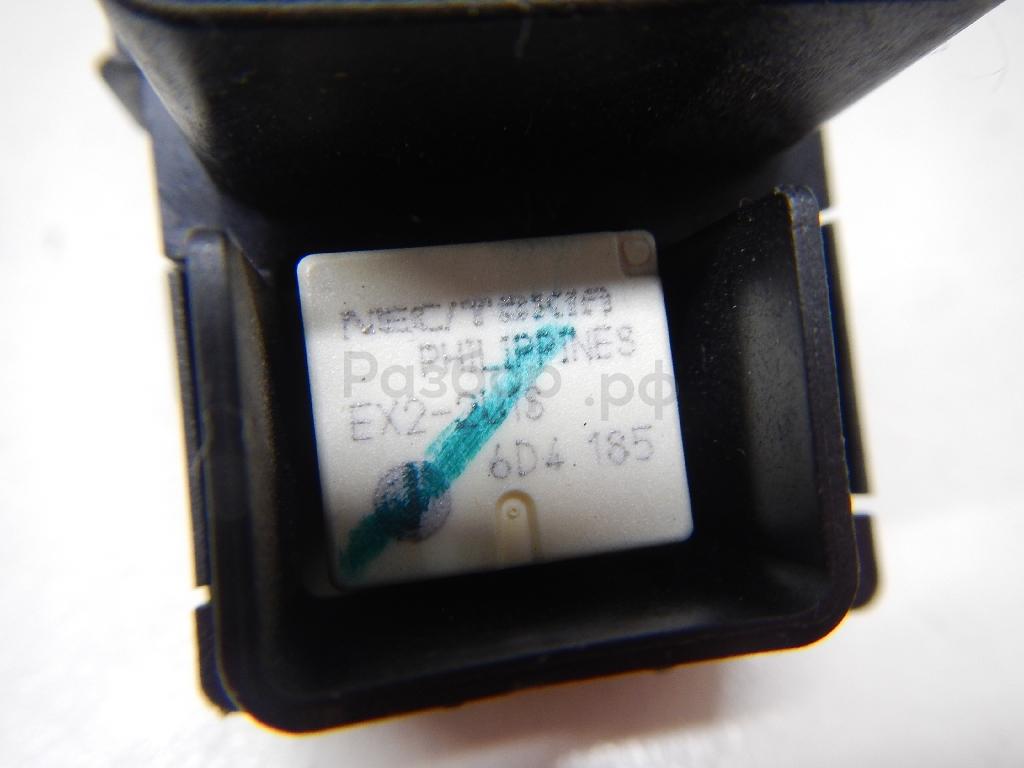 NEC/TOKIN
PHILIPPINES
Разбор.рф
EX2-2U1S
6D4 185